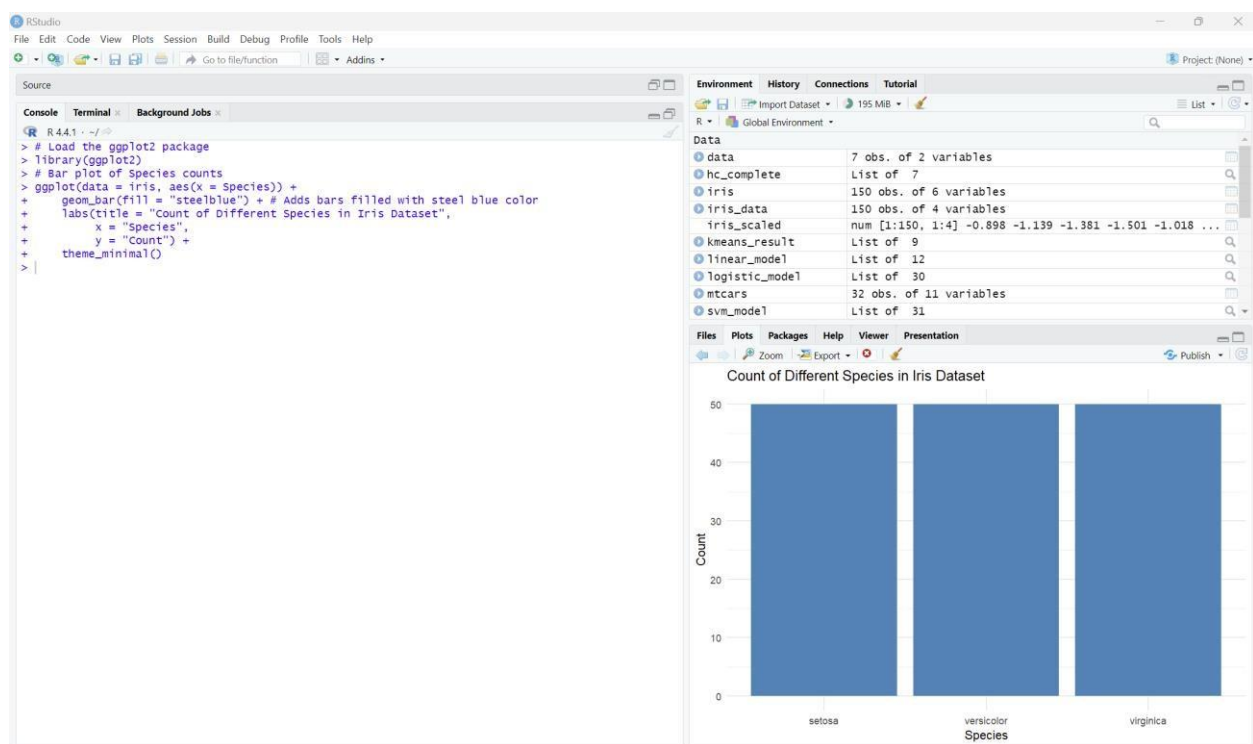 RStudio
File Edit Code View Plots Session Build Debug Profile Tools Help
Go to file/function Addins Project: (None)
Source
Console Terminal Background Jobs
R 4.4.1 · ~/
> # Load the ggplot2 package
> library(ggplot2)
> # Bar plot of Species counts
> ggplot(data = iris, aes(x = Species)) +
+     geom_bar(fill = "steelblue") + # Adds bars filled with steel blue color
+     labs(title = "Count of Different Species in Iris Dataset",
+          x = "Species",
+          y = "Count") +
+     theme_minimal()
>
Environment History Connections Tutorial
Import Dataset 195 MiB List
R Global Environment
Data
data 7 obs. of 2 variables
hc_complete List of 7
iris 150 obs. of 6 variables
iris_data 150 obs. of 4 variables
iris_scaled num [1:150, 1:4] -0.898 -1.139 -1.381 -1.501 -1.018 ...
kmeans_result List of 9
linear_model List of 12
logistic_model List of 30
mtcars 32 obs. of 11 variables
svm_model List of 31
Files Plots Packages Help Viewer Presentation
Zoom Export Publish
Count of Different Species in Iris Dataset
50
40
30
20
10
0
Count
setosa versicolor virginica
Species